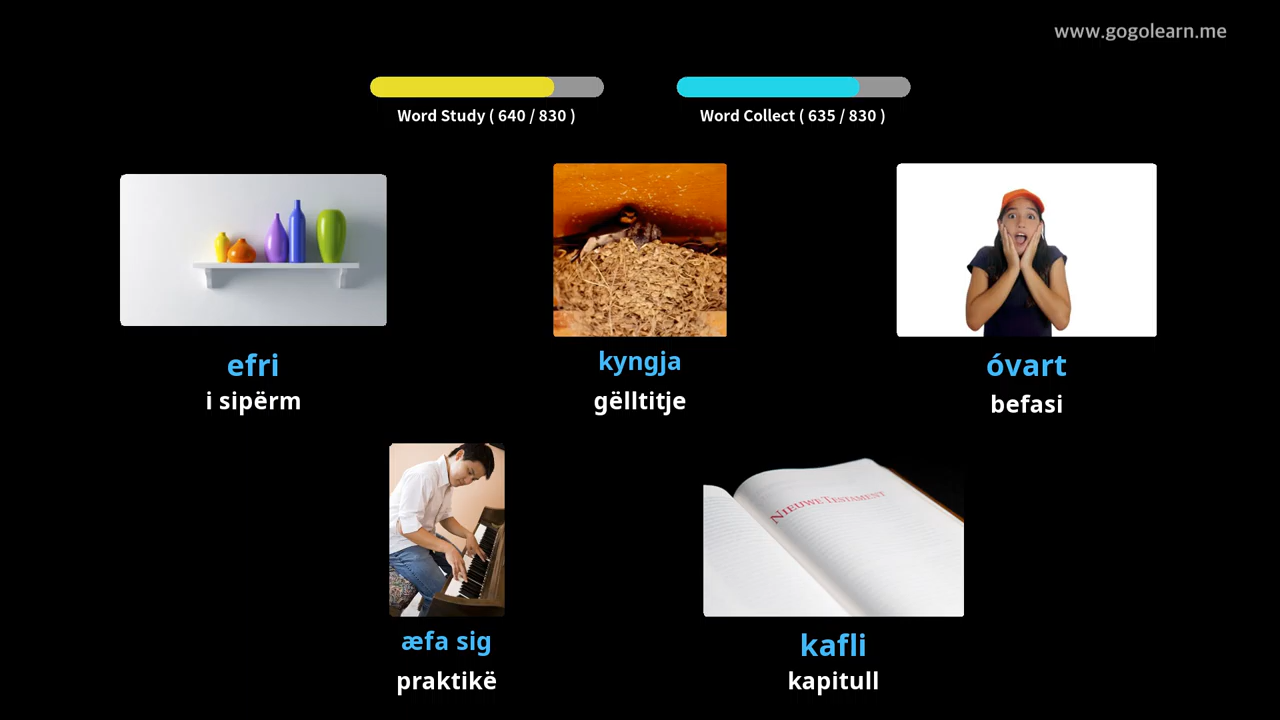 www.gogolearn.me
Word Study ( 640 / 830 )
Word Collect ( 635 / 830 )
efri
i sipërm
kyngja
gëlltitje
óvart
befasi
NIEUWE TESTAMENT
æfa sig
praktikë
kafli
kapitull